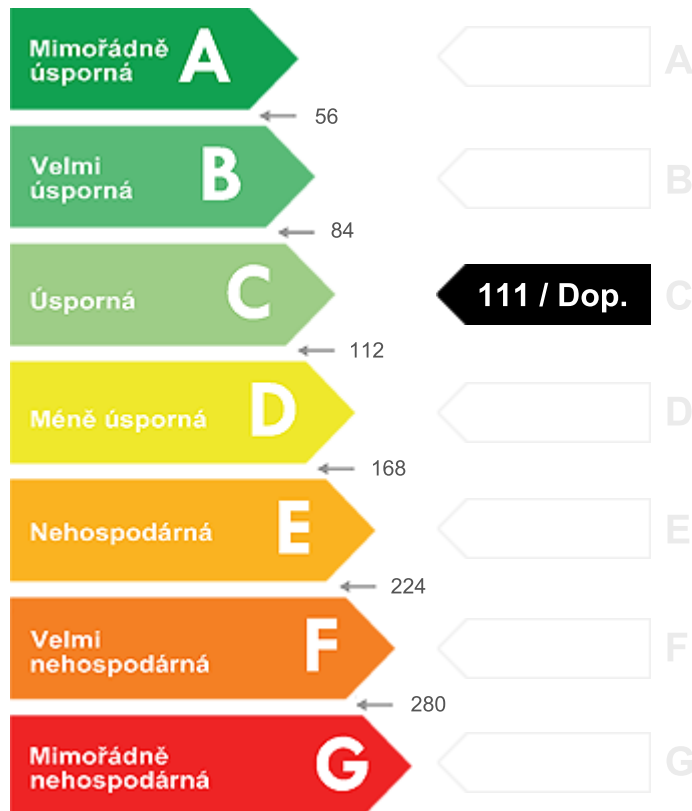 Mimořádně
úsporná
A
A
56
Velmi
úsporná
B
B
84
Úsporná
C
111 / Dop.
C
112
Méně úsporná
D
D
168
Nehospodárná
E
E
224
Velmi
nehospodárná
F
F
280
Mimořádně
nehospodárná
G
G